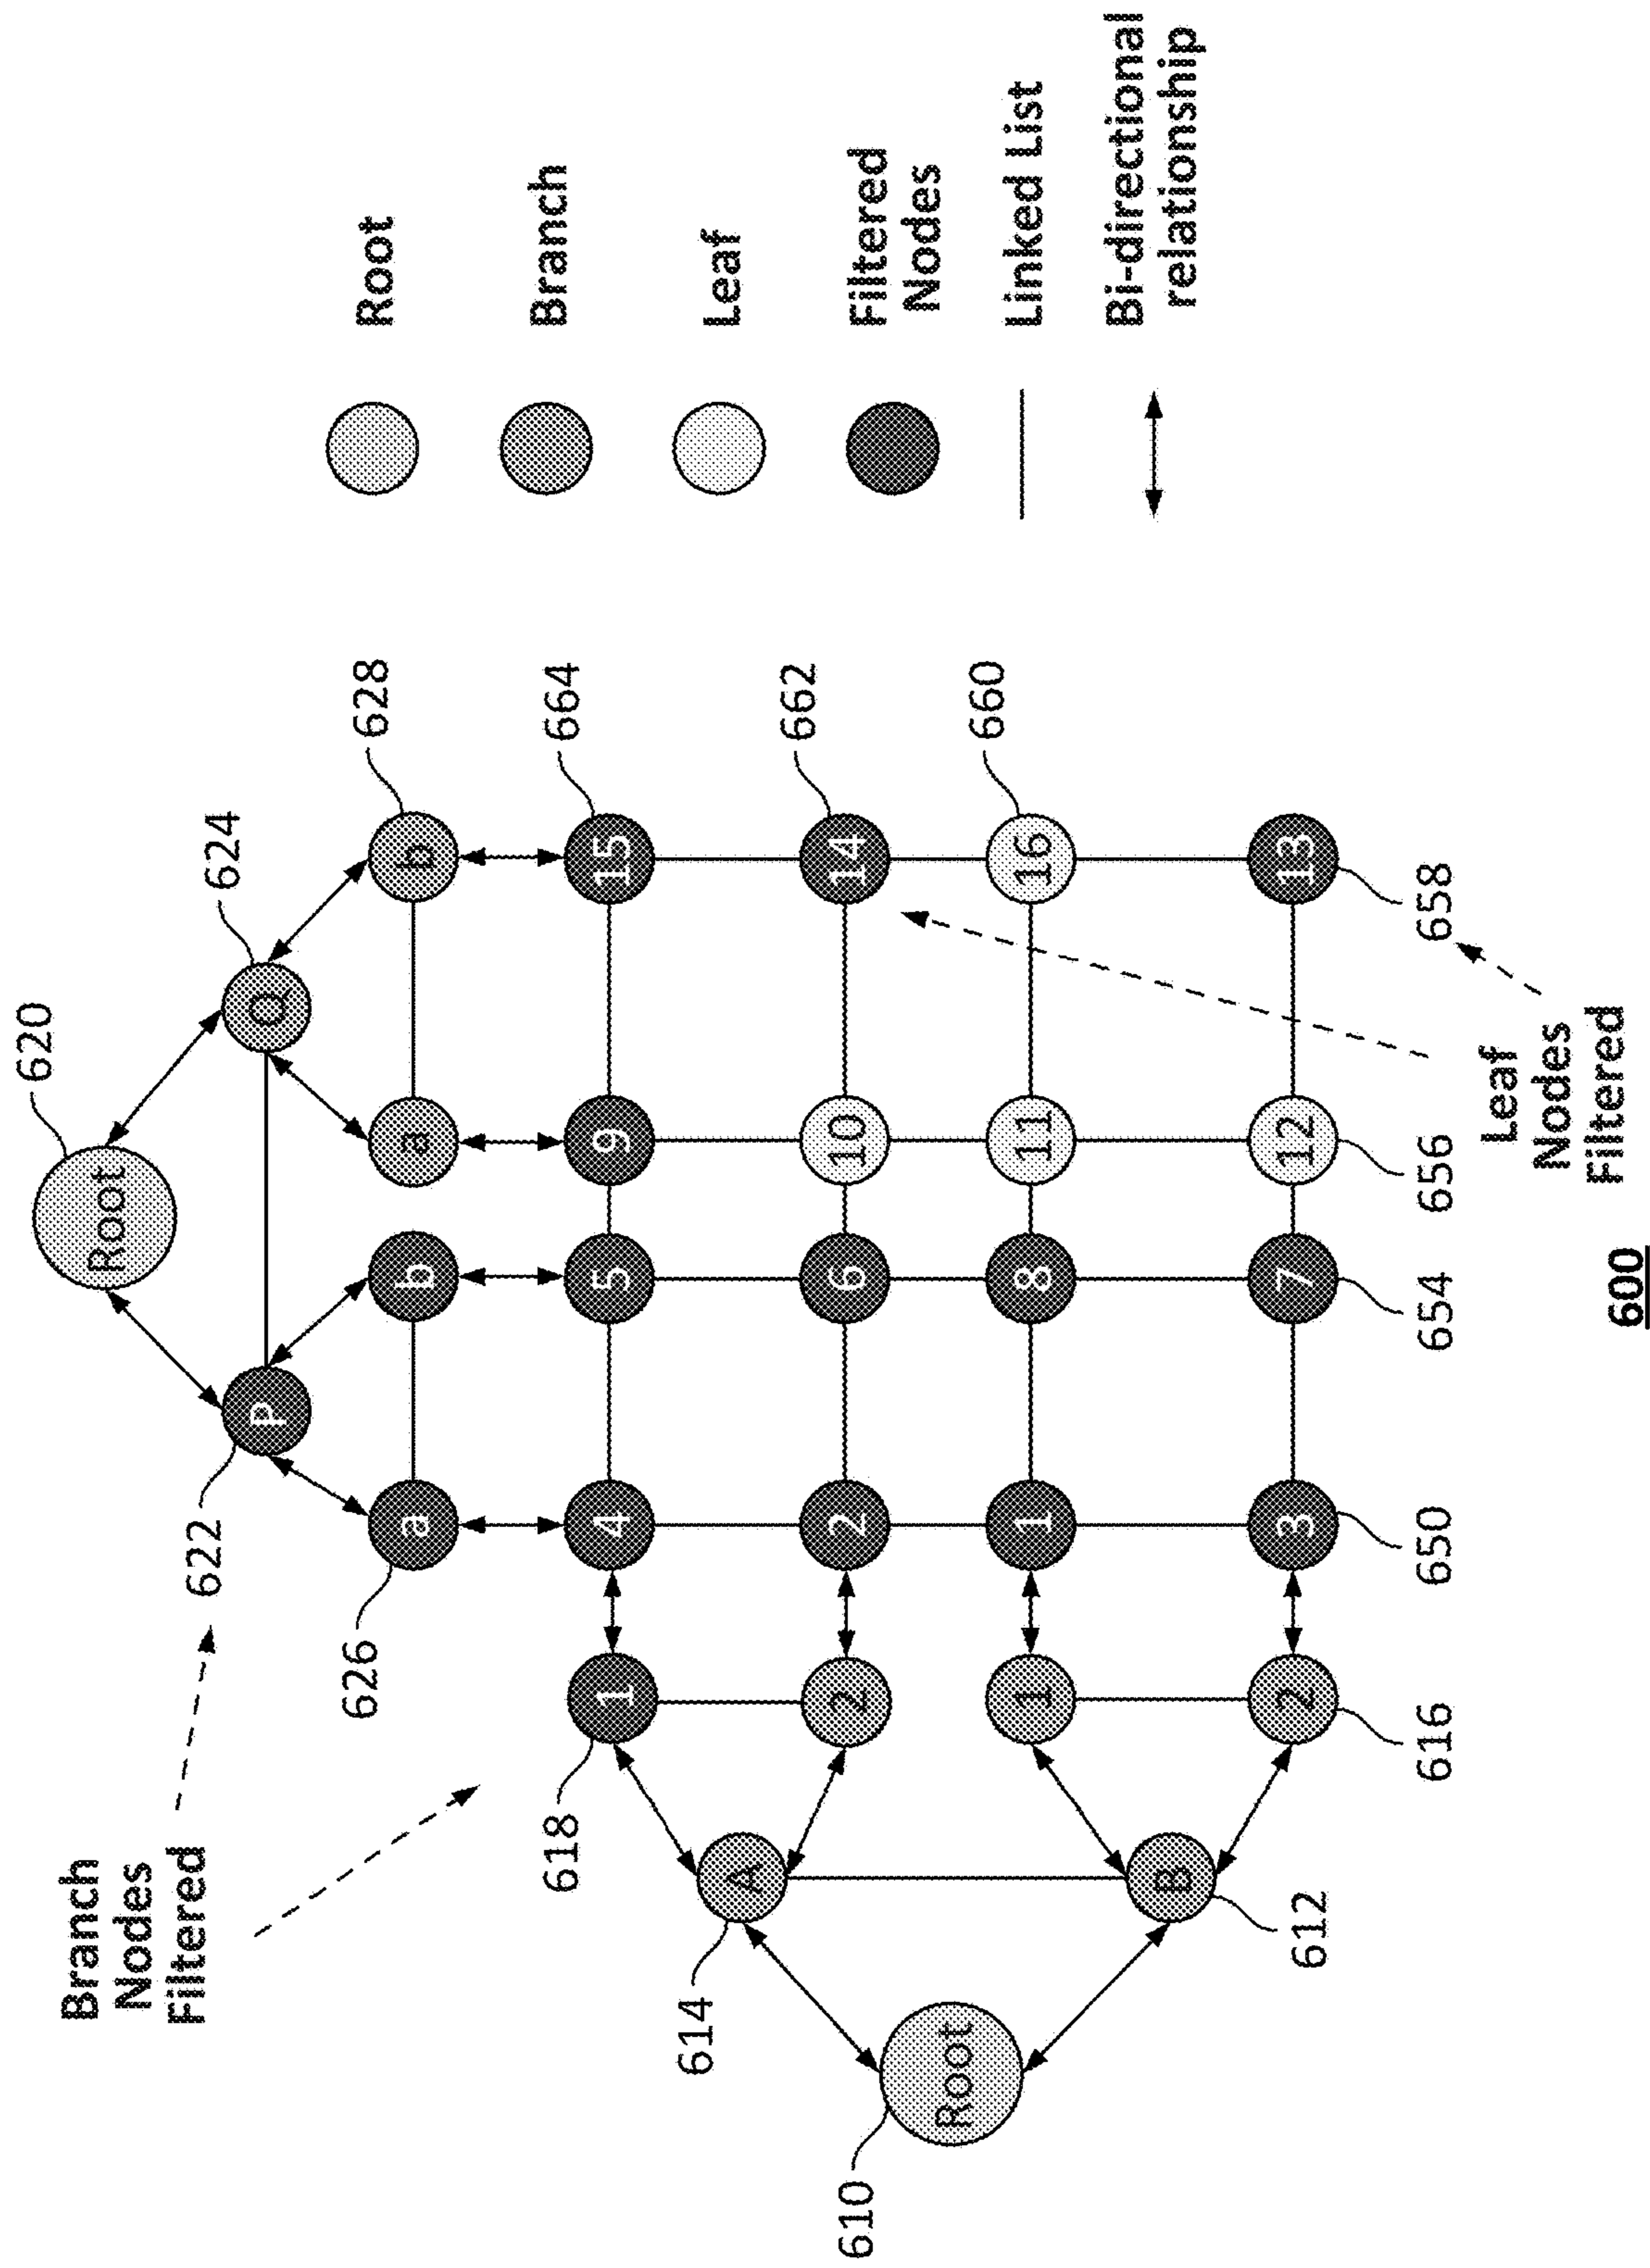 620
Root
Branch
Nodes
Filtered
622
624
P
Q
626
628
a
b
a
b
618
664
1
4
5
9
15
614
A
662
2
2
6
10
14
610
Root
660
1
1
8
11
16
B
612
2
3
7
12
13
616
650
654
656
658
Leaf
Nodes
Filtered
Root
Branch
Leaf
Filtered
Nodes
Linked List
Bi-directional
relationship
600